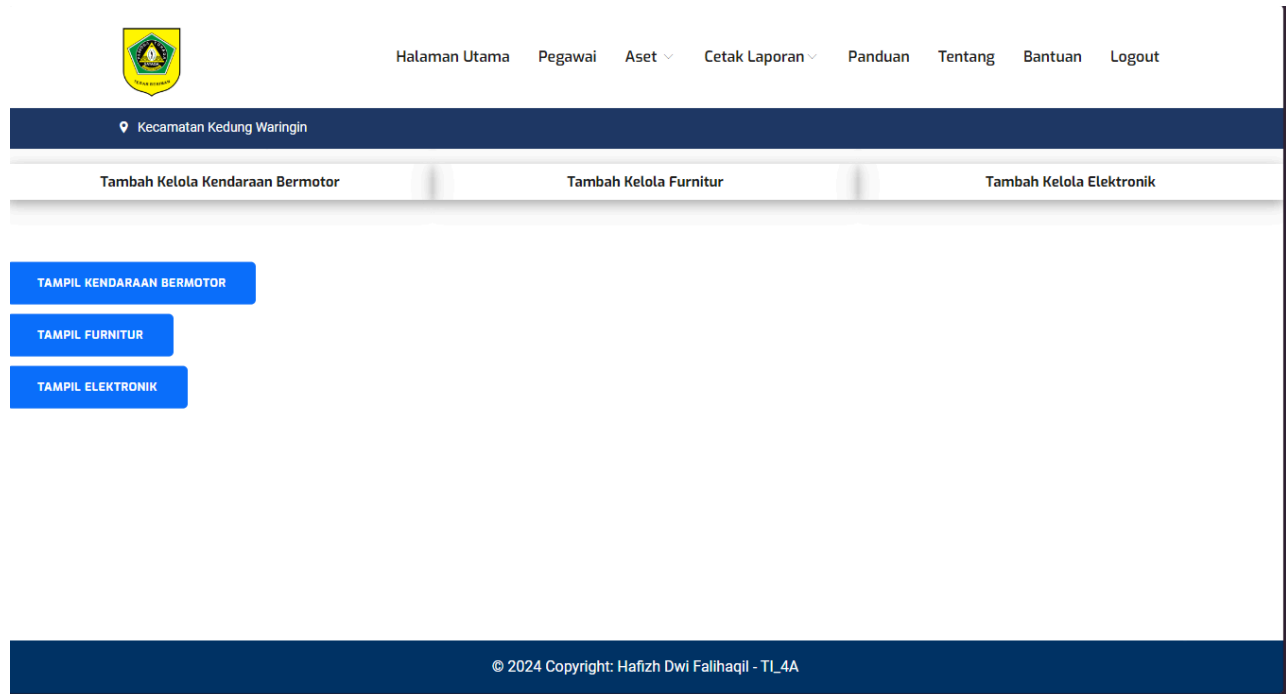 Halaman Utama Pegawai Aset Cetak Laporan Panduan Tentang Bantuan Logout
Kecamatan Kedung Waringin
Tambah Kelola Kendaraan Bermotor Tambah Kelola Furnitur Tambah Kelola Elektronik
TAMPIL KENDARAAN BERMOTOR
TAMPIL FURNITUR
TAMPIL ELEKTRONIK
© 2024 Copyright: Hafizh Dwi Falihaqil - TI_4A